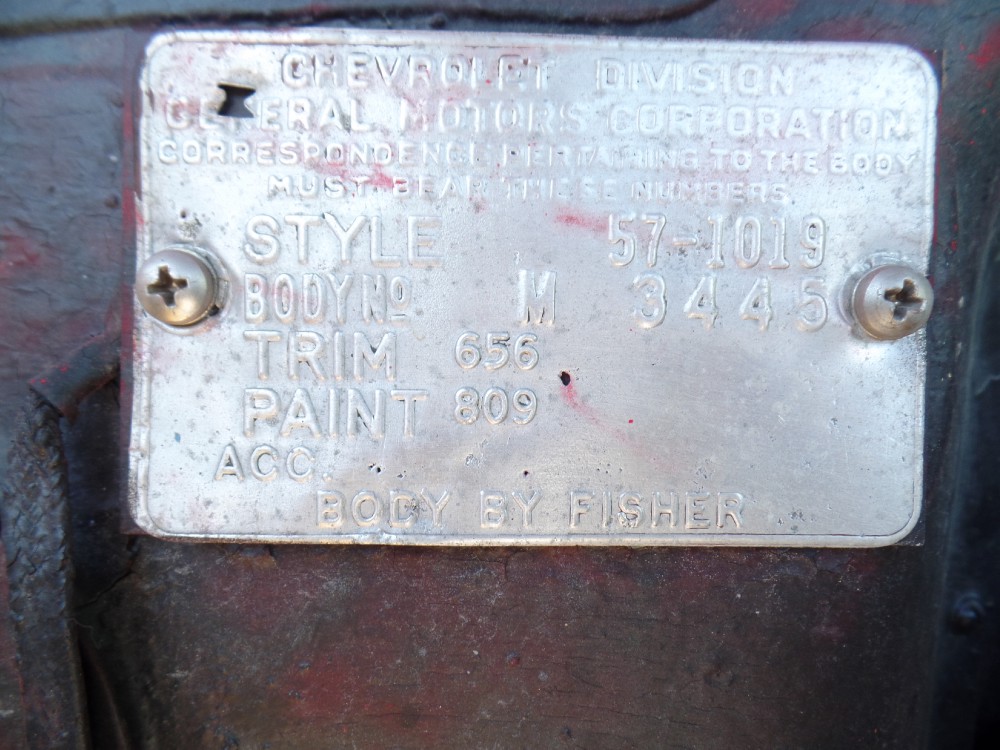 CHEVROLET DIVISION
GENERAL MOTORS CORPORATION
CORRESPONDENCE PERTAINING TO THE BODY
MUST BEAR THESE NUMBERS
STYLE 57-1019
BODY NO M 3445
TRIM 656
PAINT 809
ACC.
BODY BY FISHER